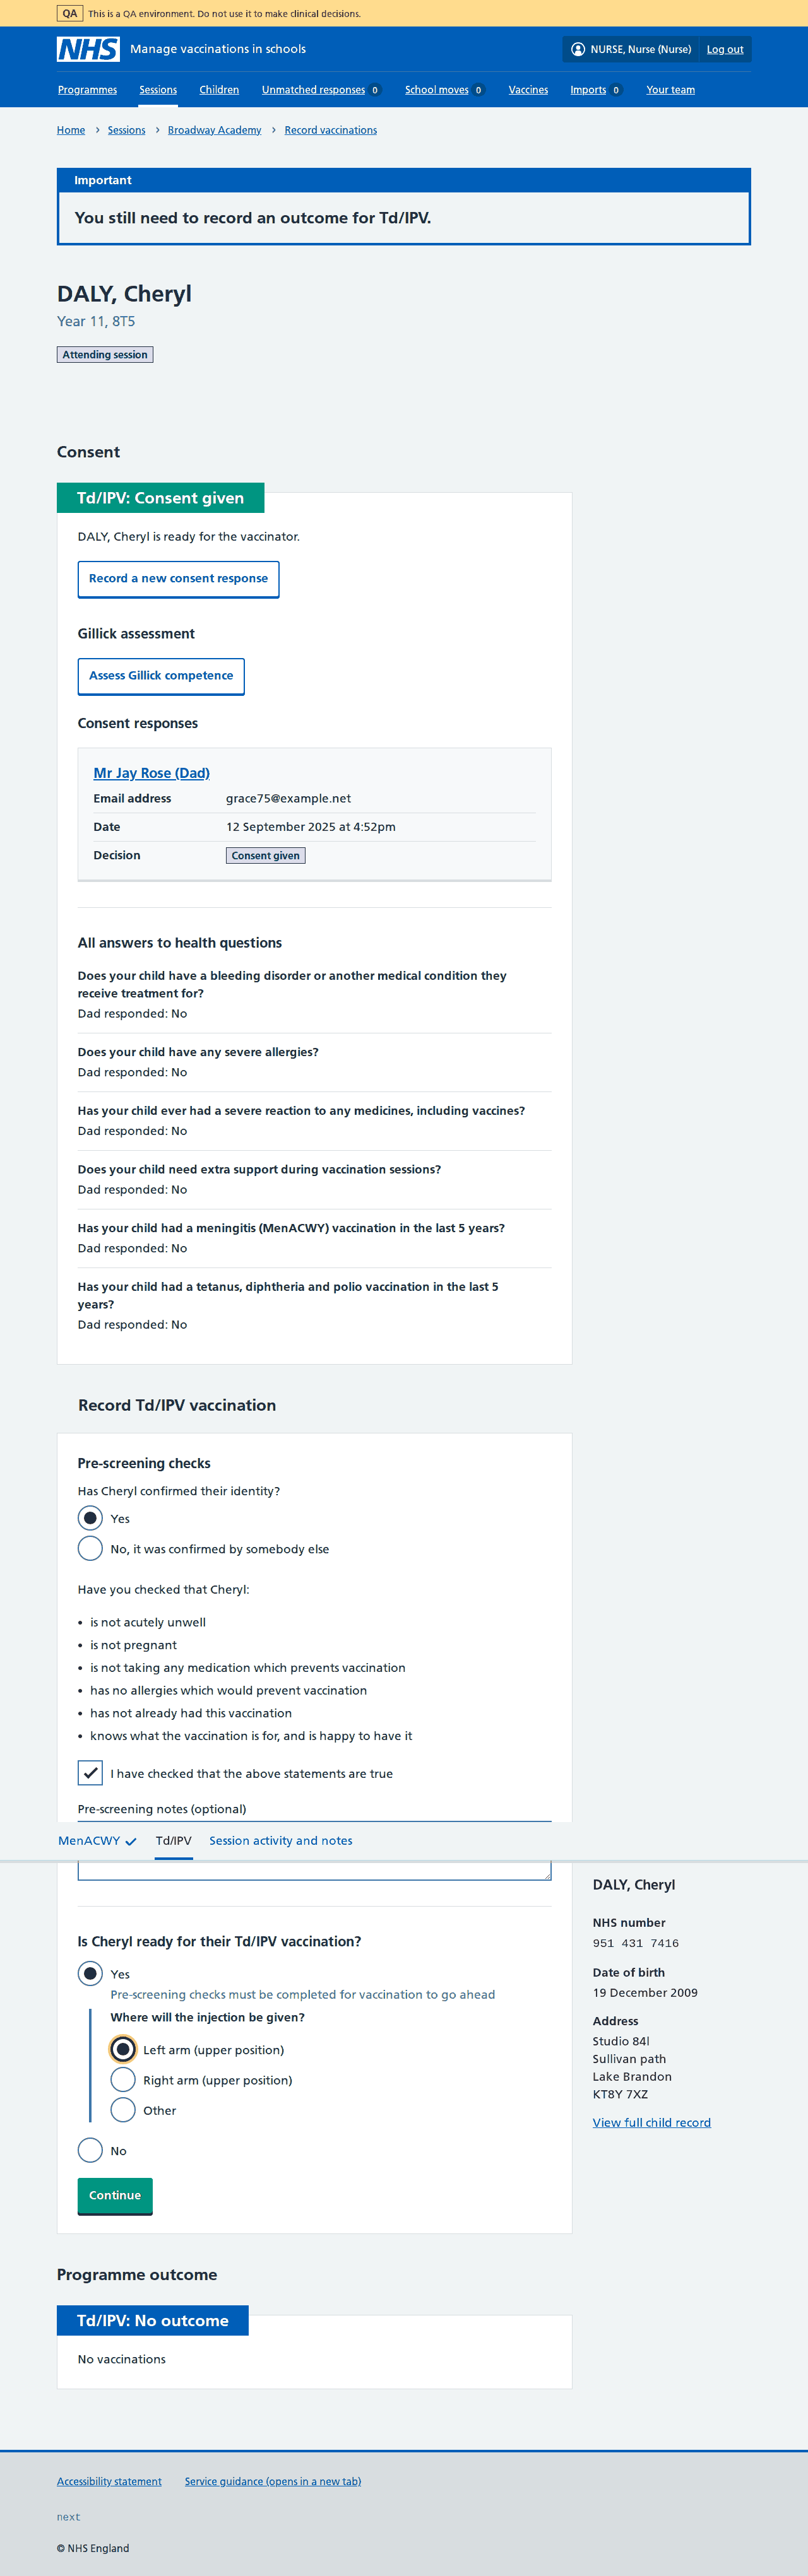 QA This is a QA environment. Do not use it to make clinical decisions.
NHS Manage vaccinations in schools NURSE, Nurse (Nurse) Log out
Programmes Sessions Children Unmatched responses 0 School moves 0 Vaccines Imports 0 Your team
Home Sessions Broadway Academy Record vaccinations
Important
You still need to record an outcome for Td/IPV.
DALY, Cheryl
Year 11, 8T5
Attending session
Consent
Td/IPV: Consent given
DALY, Cheryl is ready for the vaccinator.
Record a new consent response
Gillick assessment
Assess Gillick competence
Consent responses
Mr Jay Rose (Dad)
Email address grace75@example.net
Date 12 September 2025 at 4:52pm
Decision Consent given
All answers to health questions
Does your child have a bleeding disorder or another medical condition they
receive treatment for?
Dad responded: No
Does your child have any severe allergies?
Dad responded: No
Has your child ever had a severe reaction to any medicines, including vaccines?
Dad responded: No
Does your child need extra support during vaccination sessions?
Dad responded: No
Has your child had a meningitis (MenACWY) vaccination in the last 5 years?
Dad responded: No
Has your child had a tetanus, diphtheria and polio vaccination in the last 5
years?
Dad responded: No
Record Td/IPV vaccination
Pre-screening checks
Has Cheryl confirmed their identity?
Yes
No, it was confirmed by somebody else
Have you checked that Cheryl:
• is not acutely unwell
• is not pregnant
• is not taking any medication which prevents vaccination
• has no allergies which would prevent vaccination
• has not already had this vaccination
• knows what the vaccination is for, and is happy to have it
I have checked that the above statements are true
Pre-screening notes (optional)
MenACWY Td/IPV Session activity and notes
Is Cheryl ready for their Td/IPV vaccination?
Yes
Pre-screening checks must be completed for vaccination to go ahead
Where will the injection be given?
Left arm (upper position)
Right arm (upper position)
Other
No
Continue
DALY, Cheryl
NHS number
951 431 7416
Date of birth
19 December 2009
Address
Studio 84l
Sullivan path
Lake Brandon
KT8Y 7XZ
View full child record
Programme outcome
Td/IPV: No outcome
No vaccinations
Accessibility statement Service guidance (opens in a new tab)
next
© NHS England